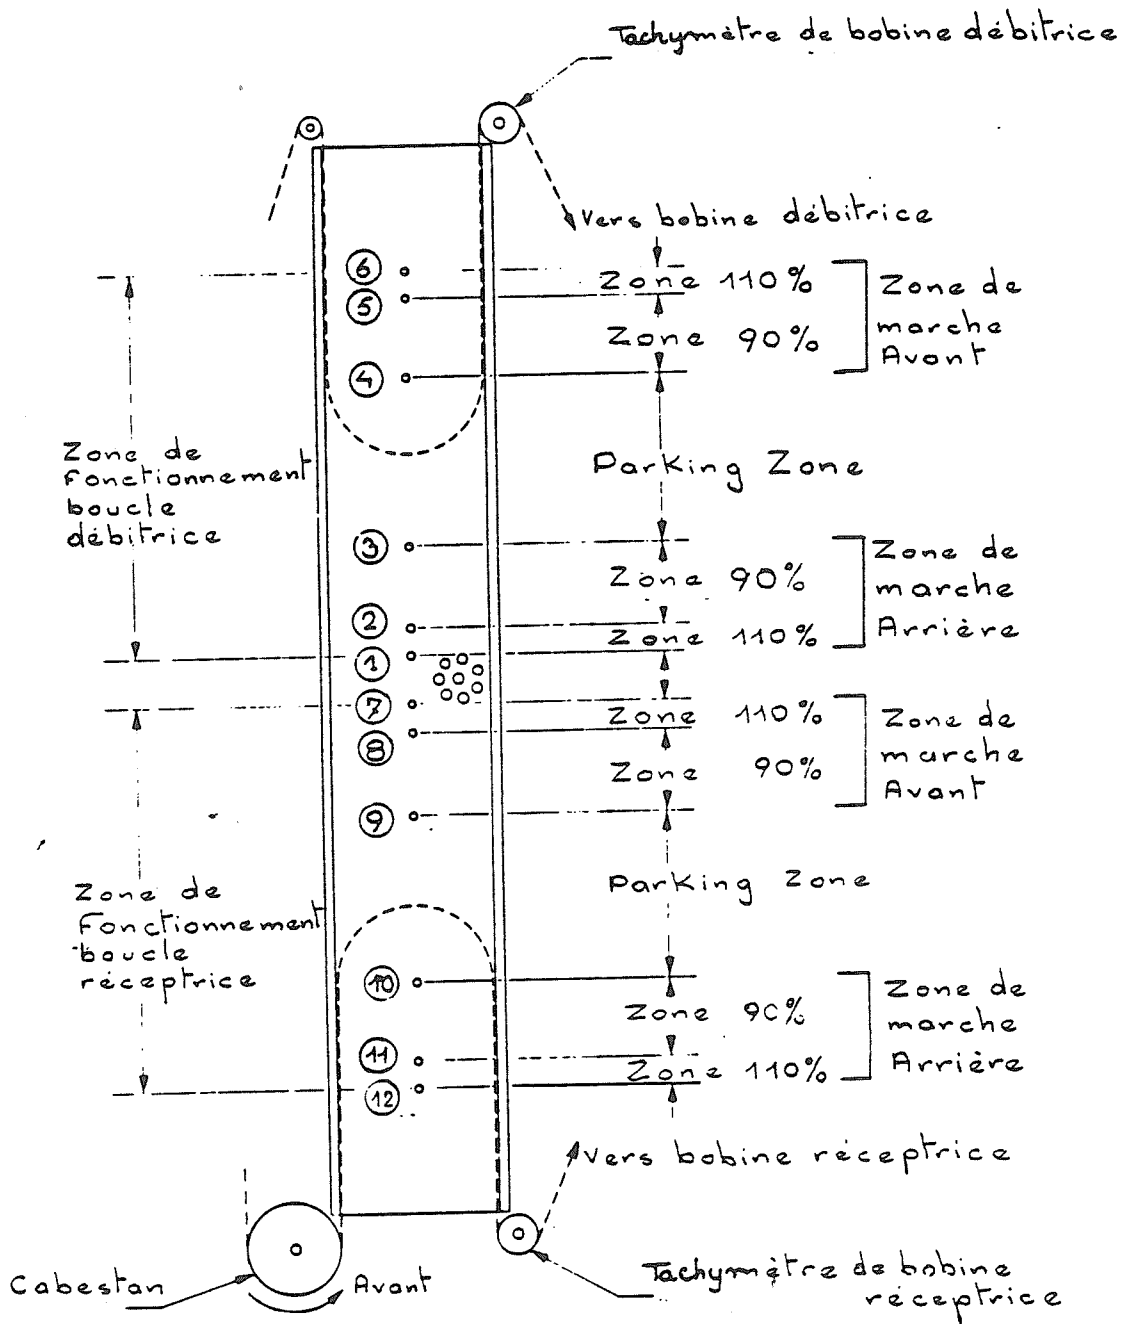 Tachymètre de bobine débitrice
Vers bobine débitrice
6
Zone 110%
5
Zone 90%
Zone de
marche
Avant
4
Zone de
Fonctionnement
boucle
débitrice
Parking Zone
3
Zone 90%
2
Zone 110%
Zone de
marche
Arrière
1
7
Zone 110%
8
Zone 90%
Zone de
marche
Avant
9
Zone de
Fonctionnement
boucle
réceptrice
Parking Zone
10
Zone 90%
11
Zone 110%
12
Zone de
marche
Arrière
Vers bobine réceptrice
Cabestan
Avant
Tachymètre de bobine
réceptrice